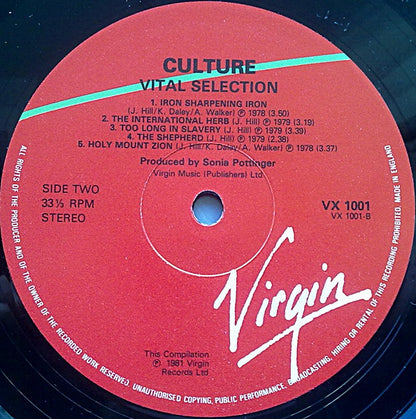 CULTURE
VITAL SELECTION
1. IRON SHARPENING IRON
(J. Hill/K. Daley/A. Walker) ℗ 1978 (3.50)
2. THE INTERNATIONAL HERB (J. Hill) ℗ 1979 (3.39)
3. TOO LONG IN SLAVERY (J. Hill) ℗ 1979 (3.19)
4. THE SHEPHERD (J. Hill) ℗ 1979 (2.38)
5. HOLY MOUNT ZION (J. Hill/K. Daley/A. Walker) ℗ 1978 (3.37)
Produced by Sonia Pottinger
Virgin Music (Publishers) Ltd
SIDE TWO
33⅓ RPM
STEREO
VX 1001
VX 1001-B
Virgin
This Compilation
℗ 1981 Virgin
Records Ltd
ALL RIGHTS OF THE PRODUCER AND OF THE OWNER OF THE RECORDED WORK RESERVED. UNAUTHORISED COPYING, PUBLIC PERFORMANCE, BROADCASTING, HIRING OR RENTAL OF THIS RECORDING PROHIBITED. MADE IN ENGLAND